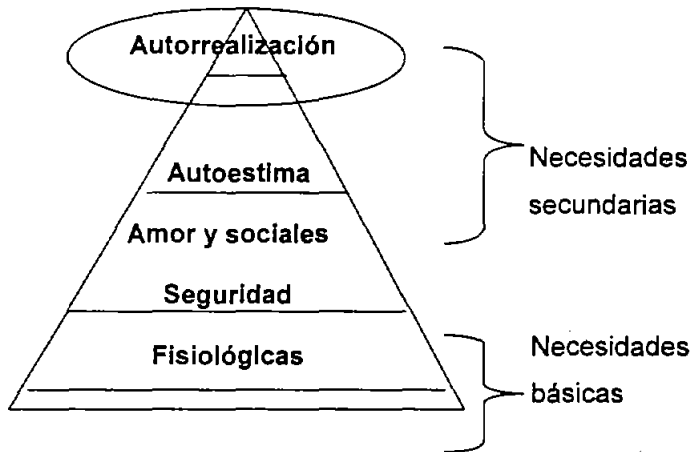 Autorrealización
Autoestima
Amor y sociales
Seguridad
Fisiológicas
Necesidades
secundarias
Necesidades
básicas